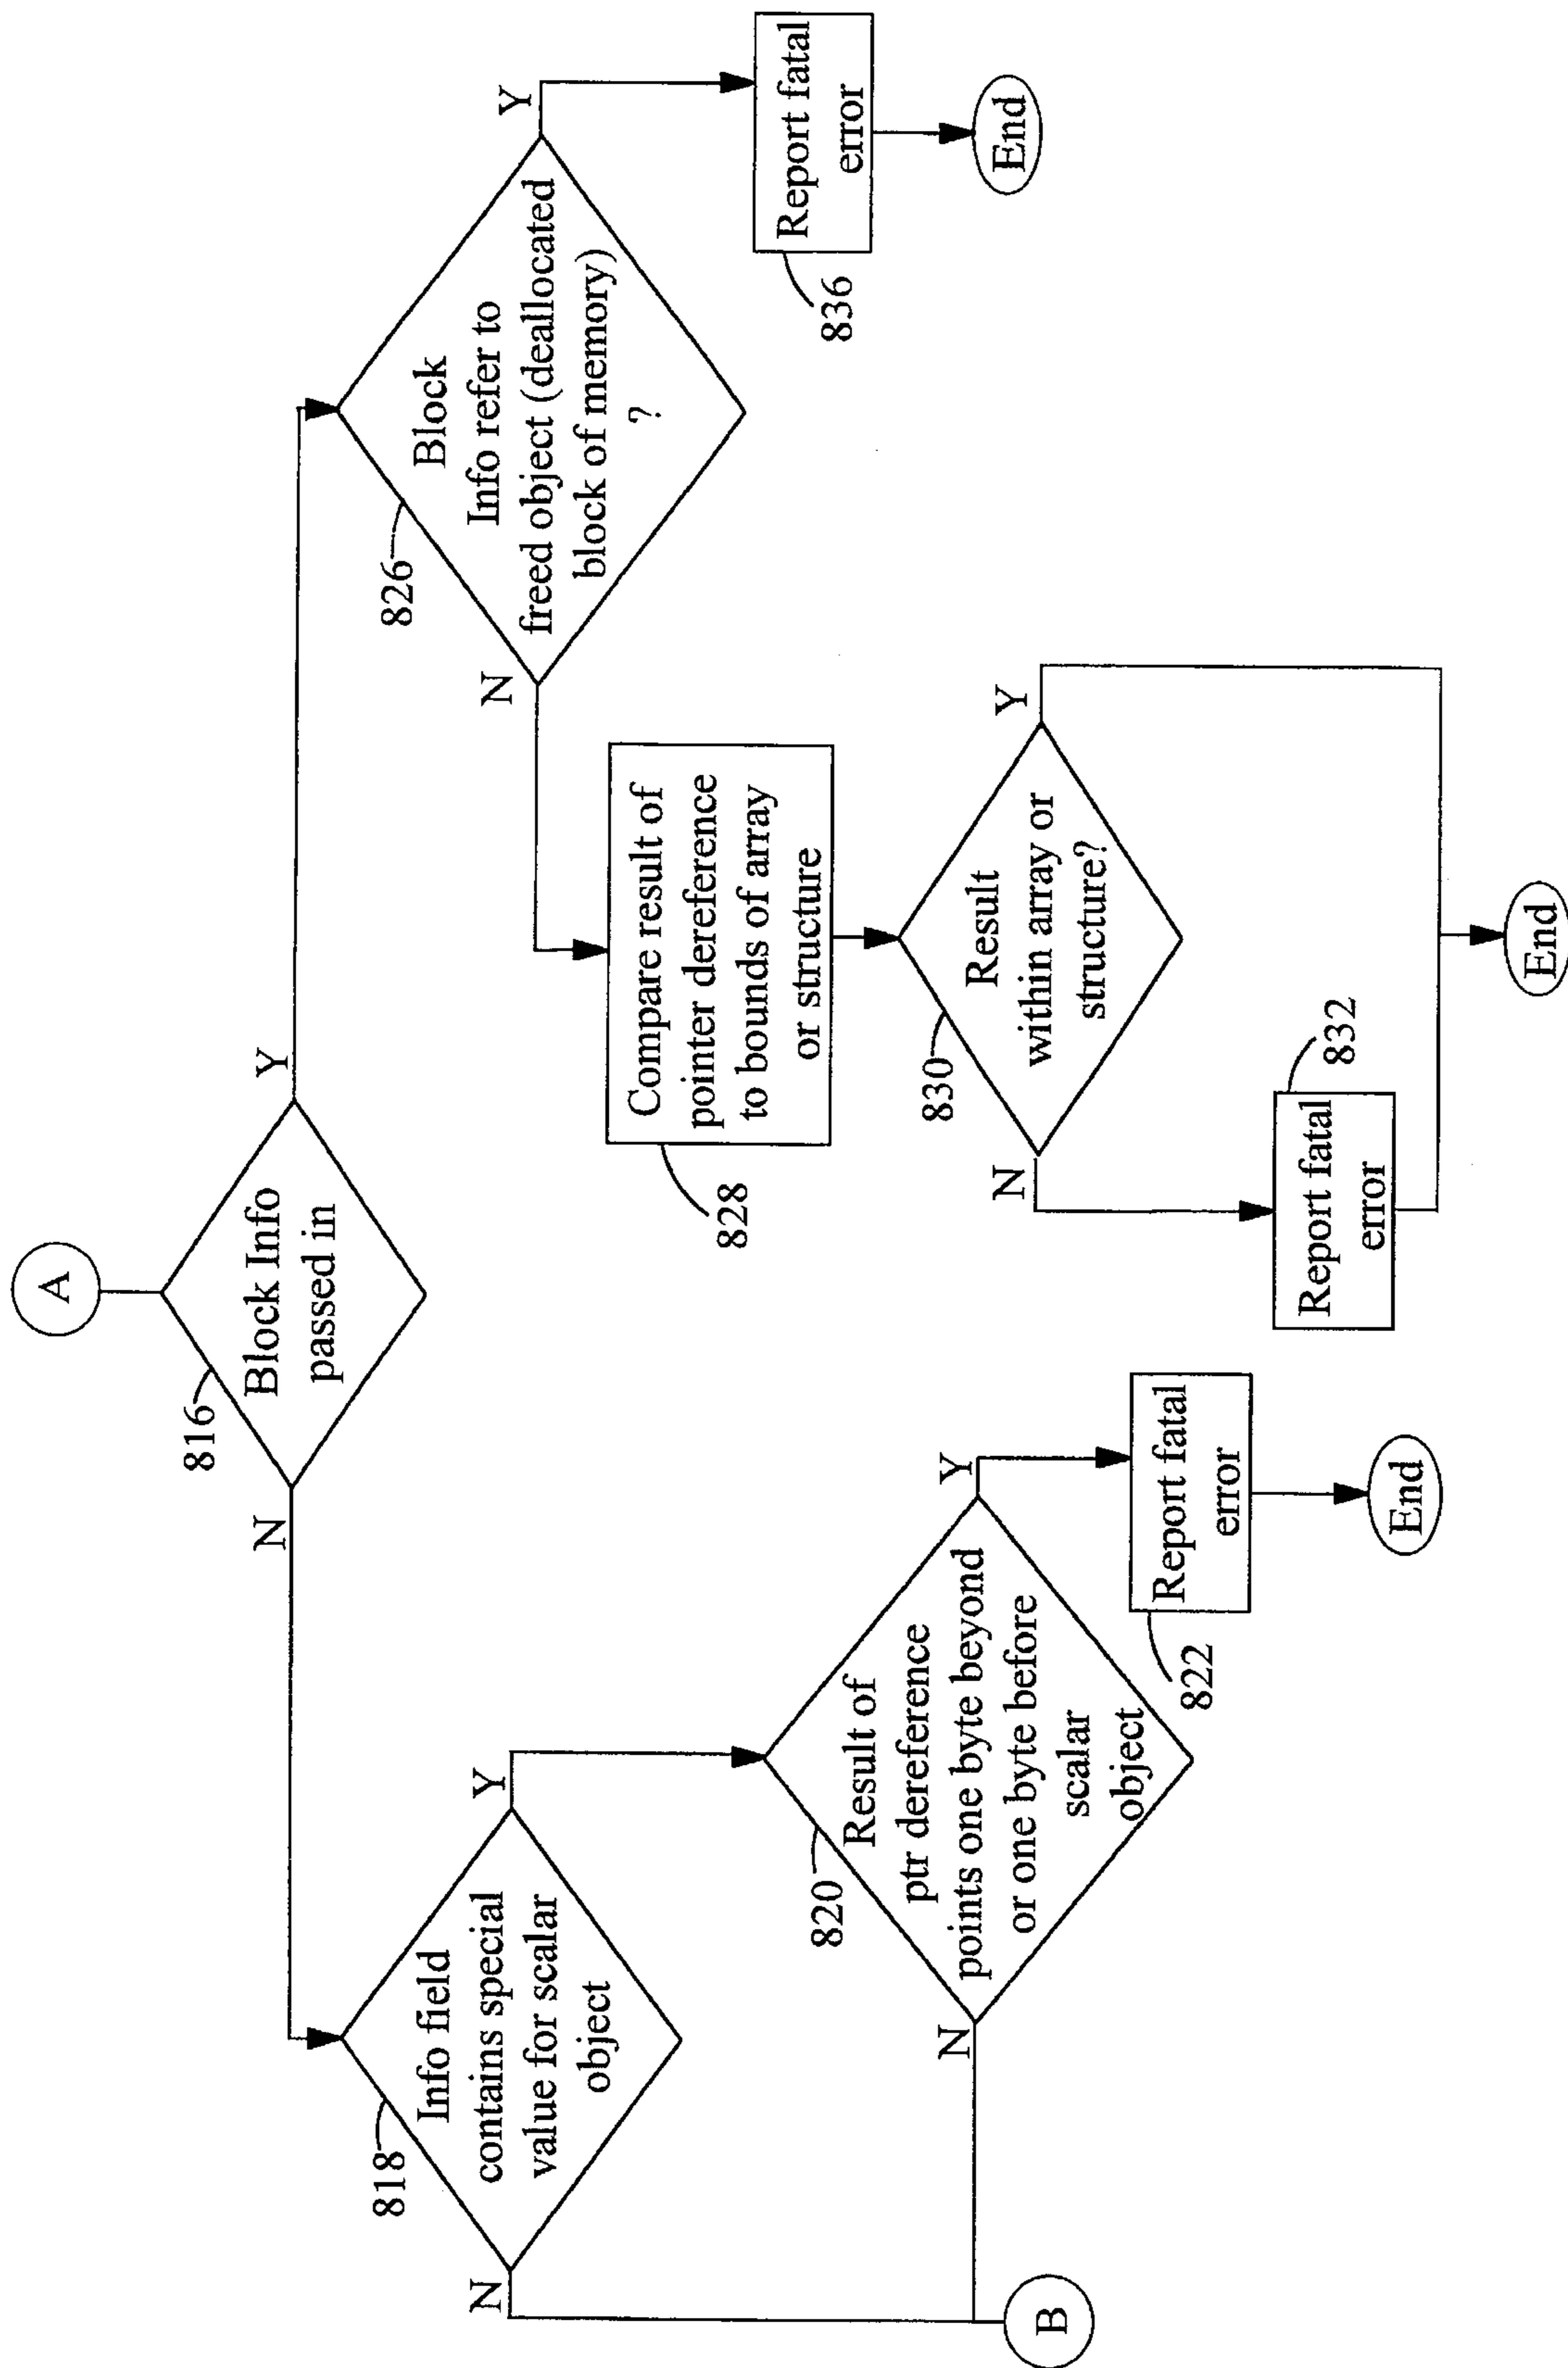 A
816
Block Info
passed in
N
Y
818
Info field
contains special
value for scalar
object
N
Y
826
Block
Info refer to
freed object (deallocated
block of memory)
?
N
Y
820
Result of
ptr dereference
points one byte beyond
or one byte before
scalar
object
N
Y
822
Report fatal
error
End
B
828
Compare result of
pointer dereference
to bounds of array
or structure
830
Result
within array or
structure?
N
Y
832
Report fatal
error
End
836
Report fatal
error
End